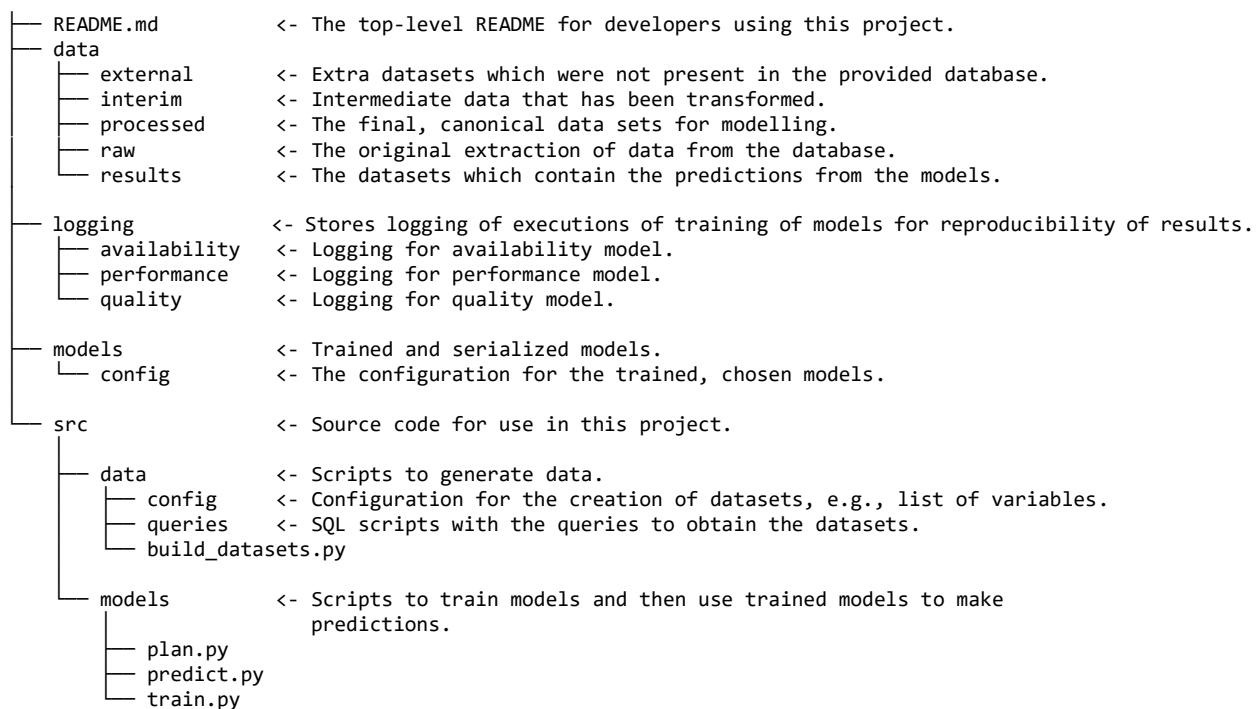 ├── README.md          <- The top-level README for developers using this project.
├── data
│   ├── external       <- Extra datasets which were not present in the provided database.
│   ├── interim        <- Intermediate data that has been transformed.
│   ├── processed      <- The final, canonical data sets for modelling.
│   ├── raw            <- The original extraction of data from the database.
│   └── results        <- The datasets which contain the predictions from the models.
│
├── logging            <- Stores logging of executions of training of models for reproducibility of results.
│   ├── availability   <- Logging for availability model.
│   ├── performance    <- Logging for performance model.
│   └── quality        <- Logging for quality model.
│
├── models             <- Trained and serialized models.
│   └── config         <- The configuration for the trained, chosen models.
│
└── src                <- Source code for use in this project.
    │
    ├── data           <- Scripts to generate data.
    │   ├── config     <- Configuration for the creation of datasets, e.g., list of variables.
    │   ├── queries    <- SQL scripts with the queries to obtain the datasets.
    │   └── build_datasets.py
    │
    └── models         <- Scripts to train models and then use trained models to make
        │                 predictions.
        ├── plan.py
        ├── predict.py
        └── train.py